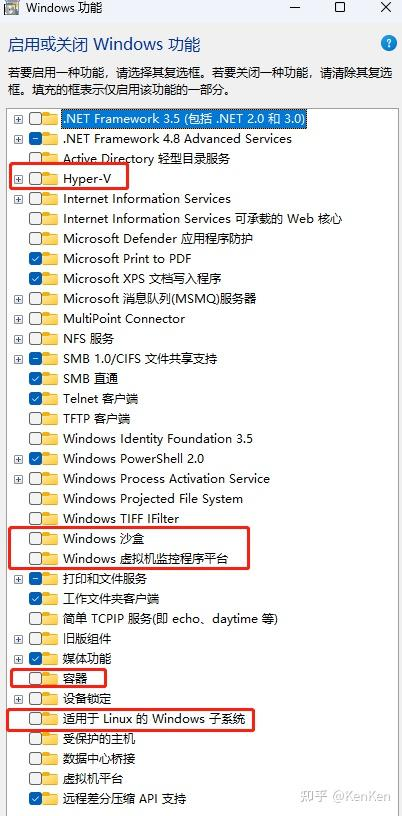 Windows 功能
启用或关闭 Windows 功能
若要启用一种功能，请选择其复选框。若要关闭一种功能，请清除其复选
框。填充的框表示仅启用该功能的一部分。
.NET Framework 3.5 (包括 .NET 2.0 和 3.0)
.NET Framework 4.8 Advanced Services
Active Directory 轻型目录服务
Hyper-V
Internet Information Services
Internet Information Services 可承载的 Web 核心
Microsoft Defender 应用程序防护
Microsoft Print to PDF
Microsoft XPS 文档写入程序
Microsoft 消息队列(MSMQ)服务器
MultiPoint Connector
NFS 服务
SMB 1.0/CIFS 文件共享支持
SMB 直通
Telnet 客户端
TFTP 客户端
Windows Identity Foundation 3.5
Windows PowerShell 2.0
Windows Process Activation Service
Windows Projected File System
Windows TIFF IFilter
Windows 沙盒
Windows 虚拟机监控程序平台
打印和文件服务
工作文件夹客户端
简单 TCPIP 服务(即 echo、daytime 等)
旧版组件
媒体功能
容器
设备锁定
适用于 Linux 的 Windows 子系统
受保护的主机
数据中心桥接
虚拟机平台
远程差分压缩 API 支持
知乎 @KenKen